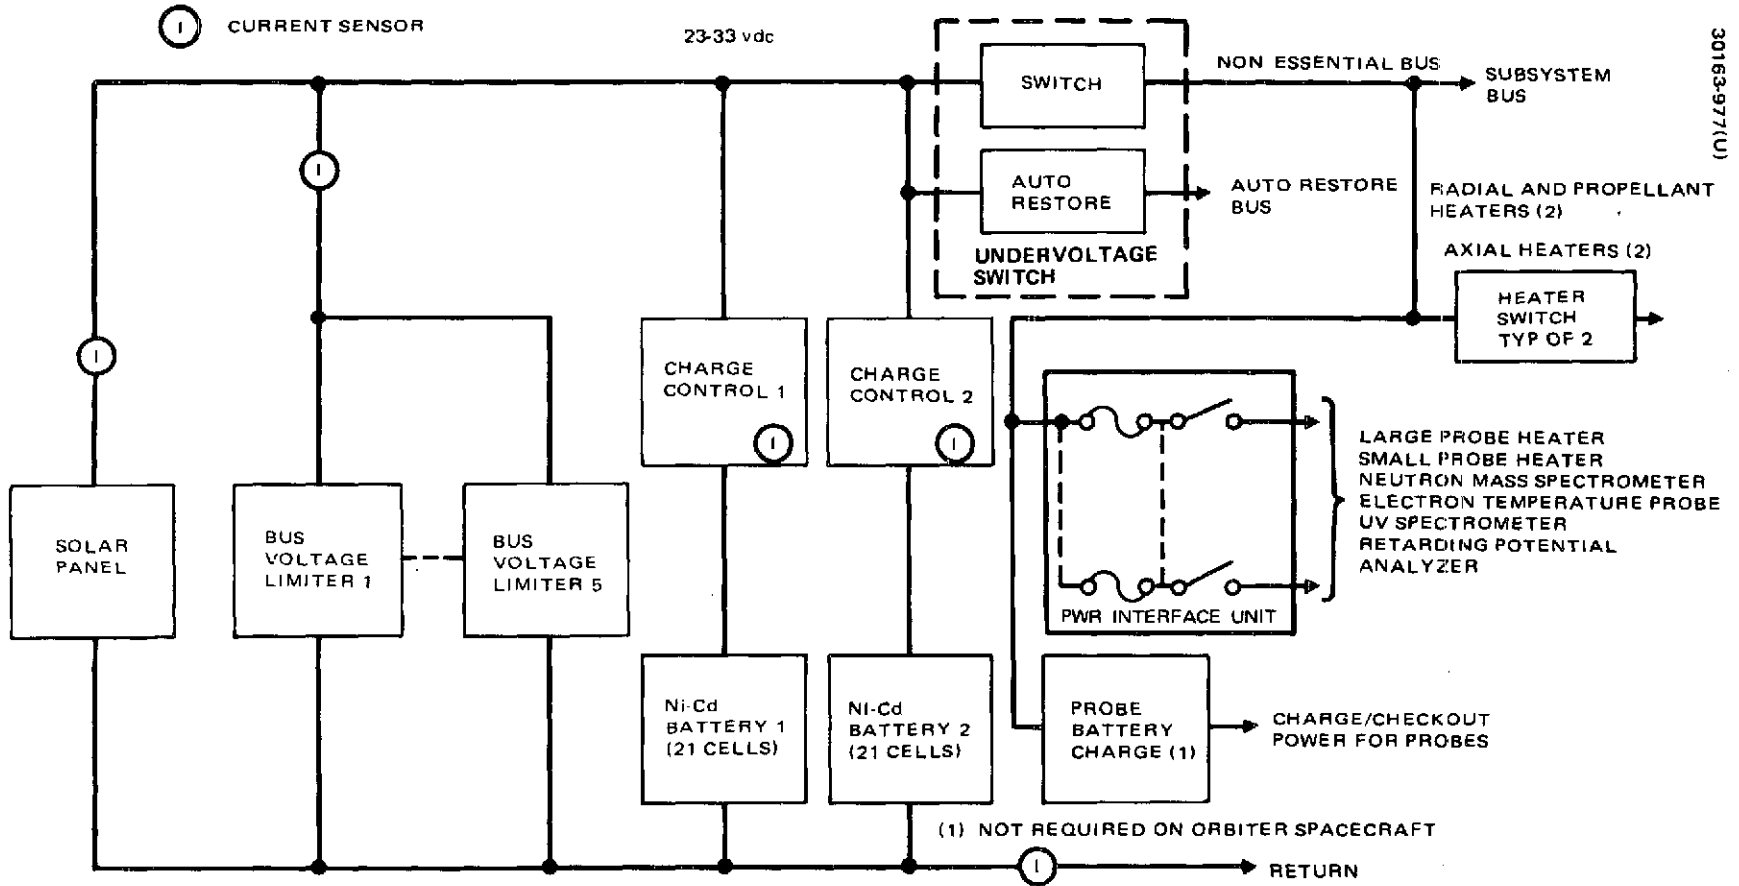 I
CURRENT SENSOR
23-33 vdc
30163-977(U)
SWITCH
NON ESSENTIAL BUS
SUBSYSTEM
BUS
I
AUTO
RESTORE
AUTO RESTORE
BUS
RADIAL AND PROPELLANT
HEATERS (2)
UNDERVOLTAGE
SWITCH
AXIAL HEATERS (2)
HEATER
SWITCH
TYP OF 2
I
CHARGE
CONTROL 1
I
CHARGE
CONTROL 2
I
LARGE PROBE HEATER
SMALL PROBE HEATER
NEUTRON MASS SPECTROMETER
ELECTRON TEMPERATURE PROBE
UV SPECTROMETER
RETARDING POTENTIAL
ANALYZER
PWR INTERFACE UNIT
SOLAR
PANEL
BUS
VOLTAGE
LIMITER 1
BUS
VOLTAGE
LIMITER 5
Ni-Cd
BATTERY 1
(21 CELLS)
NI-Cd
BATTERY 2
(21 CELLS)
PROBE
BATTERY
CHARGE (1)
CHARGE/CHECKOUT
POWER FOR PROBES
(1) NOT REQUIRED ON ORBITER SPACECRAFT
I
RETURN